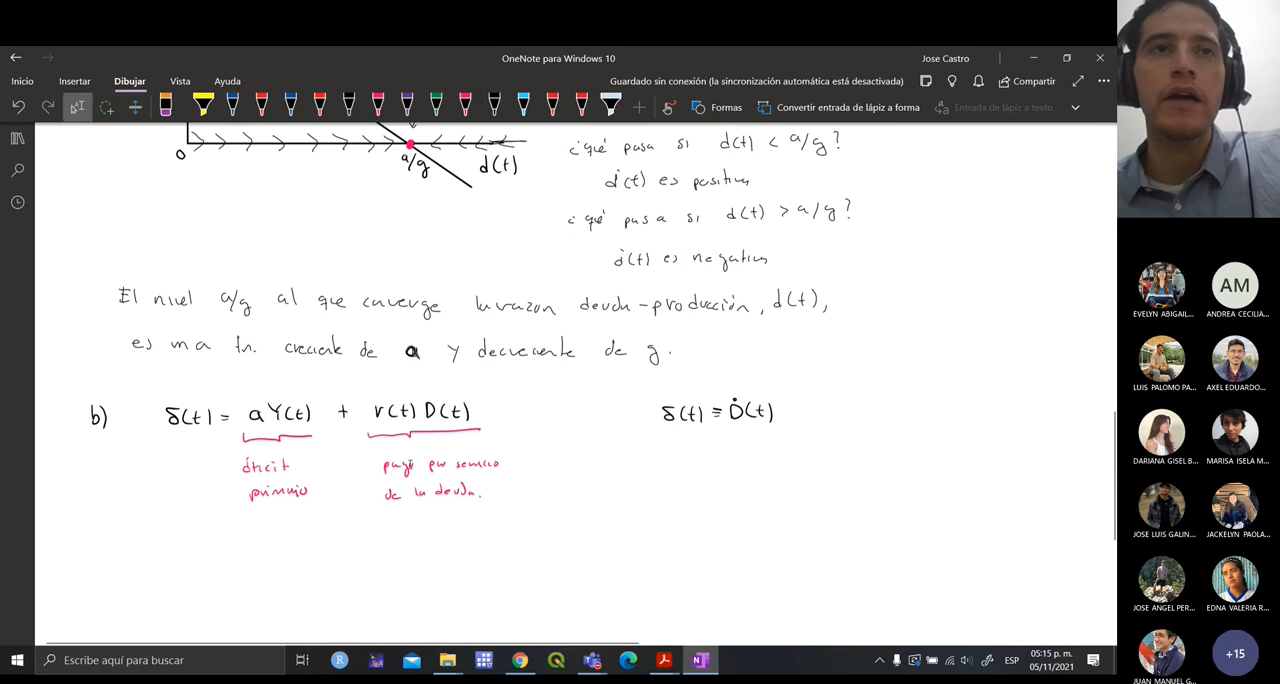 OneNote para Windows 10
Jose Castro
Inicio Insertar Dibujar Vista Ayuda
Guardado sin conexión (la sincronización automática está desactivada)
Compartir
Formas
Convertir entrada de lápiz a forma
Entrada de lápiz a texto
0
a/g
d(t)
¿qué pasa si d(t) < a/g?
ḋ(t) es positiva
¿qué pasa si d(t) > a/g?
ḋ(t) es negativa
El nivel a/g al que converge la razón deuda-producción, d(t),
es una fn. creciente de a y decreciente de g.
b) δ(t) = aY(t) + r(t) D(t)
δ(t) ≡ Ḋ(t)
déficit
primario
pago por servicio
de la deuda.
EVELYN ABIGAIL...
ANDREA CECILIA...
LUIS PALOMO PA...
AXEL EDUARDO...
DARIANA GISEL B...
MARISA ISELA M...
JOSE LUIS GALIN...
JACKELYN PAOLA...
JOSE ANGEL PER...
EDNA VALERIA R...
JUAN MANUEL G...
AM
+15
Escribe aquí para buscar
ESP
05:15 p. m.
05/11/2021